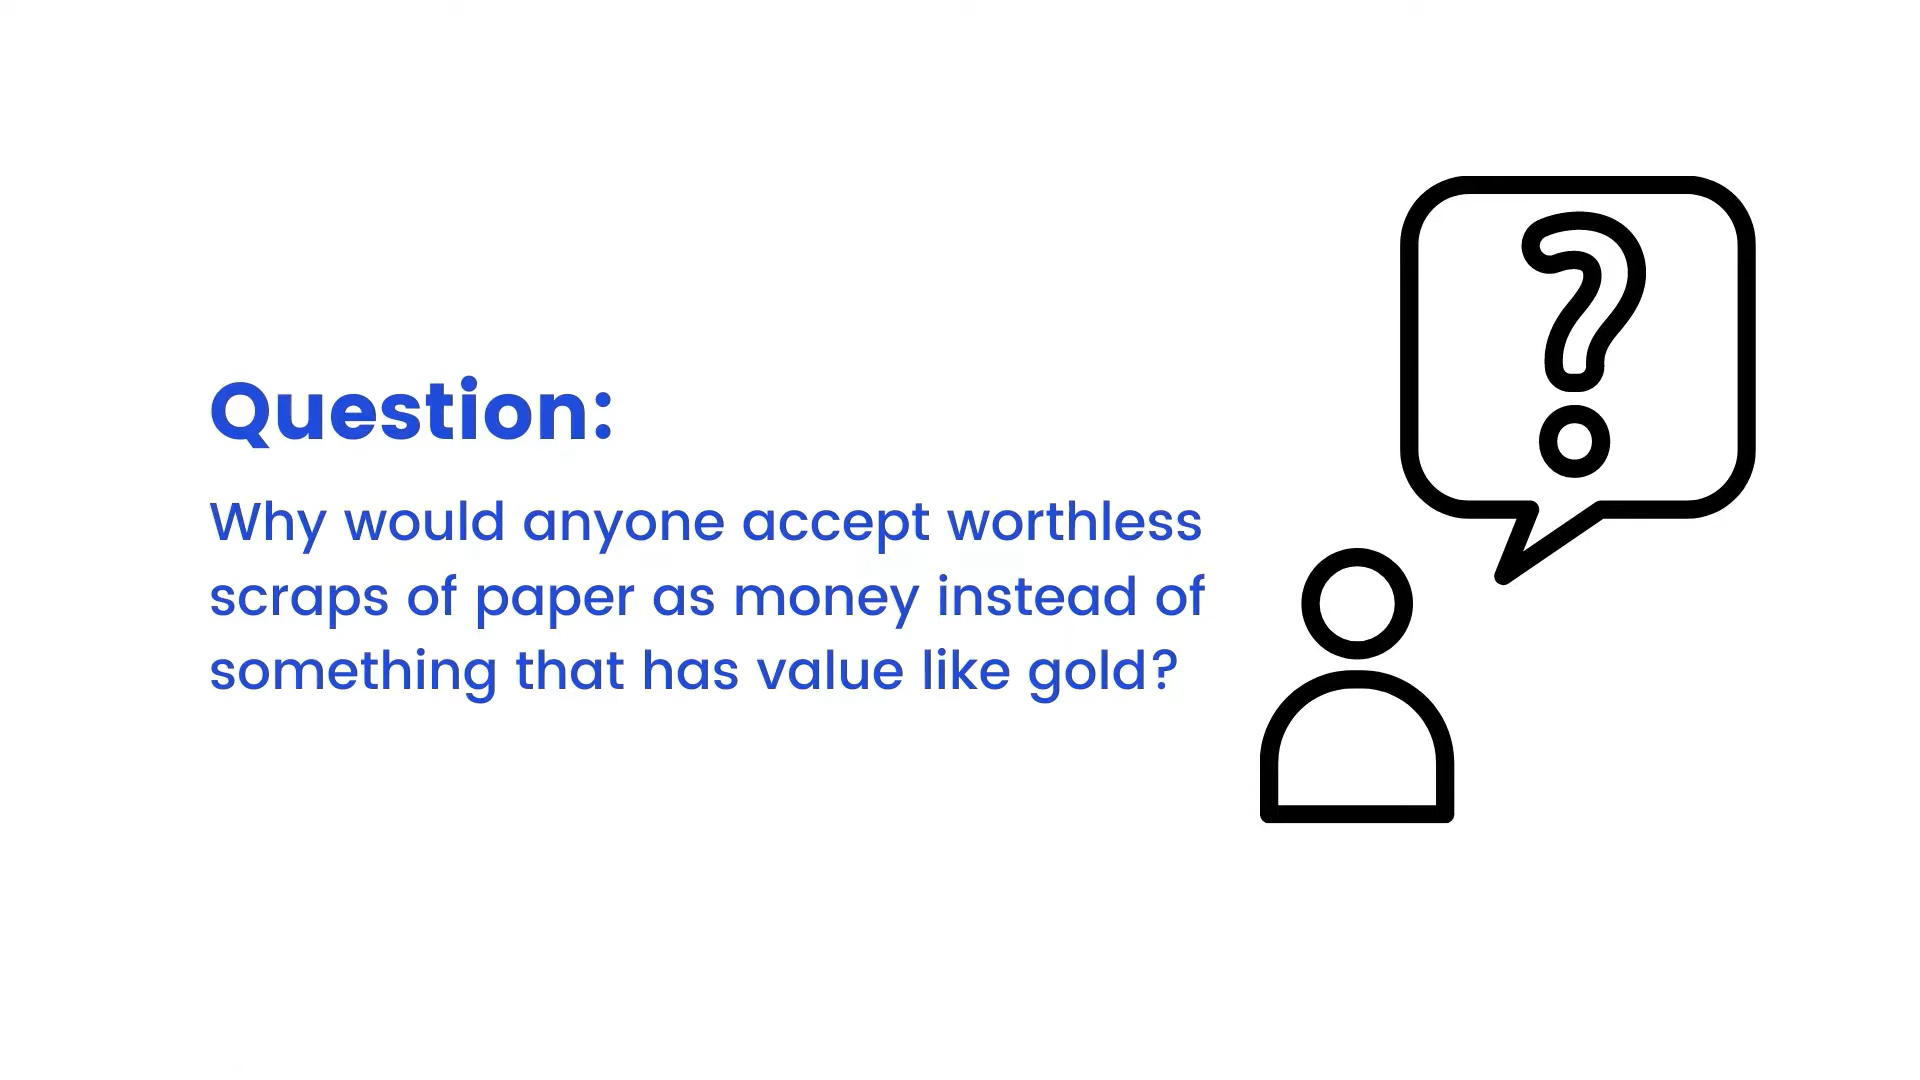 Question:
Why would anyone accept worthless
scraps of paper as money instead of
something that has value like gold?
?